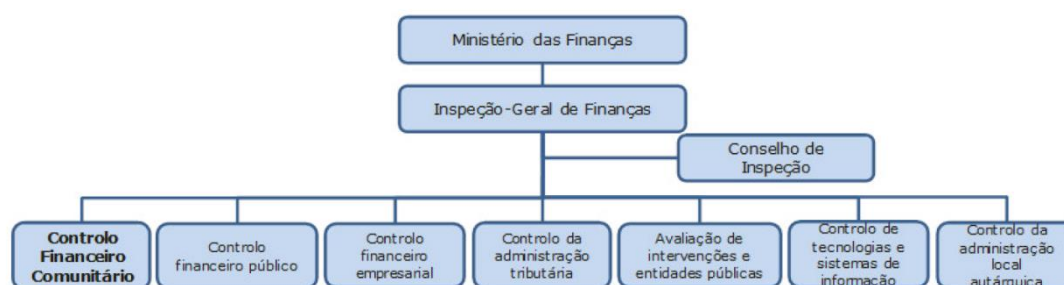 Ministério das Finanças
Inspeção-Geral de Finanças
Conselho de
Inspeção
Controlo
Financeiro
Comunitário
Controlo
financeiro público
Controlo
financeiro
empresarial
Controlo da
administração
tributária
Avaliação de
intervenções e
entidades públicas
Controlo de
tecnologias e
sistemas de
informação
Controlo da
administração
local
autárquica